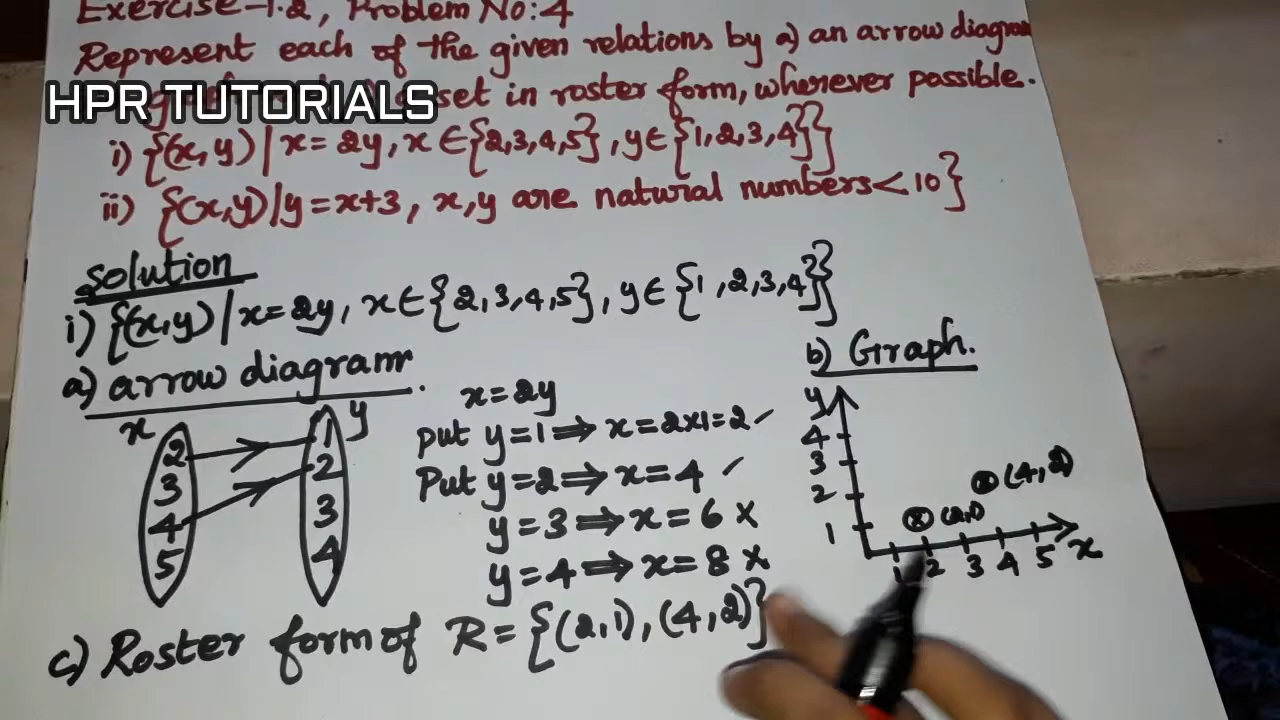 Exercise-1.2, Problem No:4
Represent each of the given relations by a) an arrow diagram
HPR TUTORIALS
set in roster form, wherever possible.
i) {(x,y)|x=2y, x∈{2,3,4,5}, y∈{1,2,3,4}}
ii) {(x,y)|y=x+3, x,y are natural numbers<10}
Solution
i) {(x,y)|x=2y, x∈{2,3,4,5}, y∈{1,2,3,4}}
a) arrow diagram.
x y
2 1
3 2
4 3
5 4
x=2y
put y=1⇒x=2x1=2 ✓
Put y=2⇒x=4 ✓
y=3⇒x=6 x
y=4⇒x=8 x
b) Graph.
y
4
3
2 (4,2)
1 (2,1)
1 2 3 4 5 x
c) Roster form of R={(2,1),(4,2)}